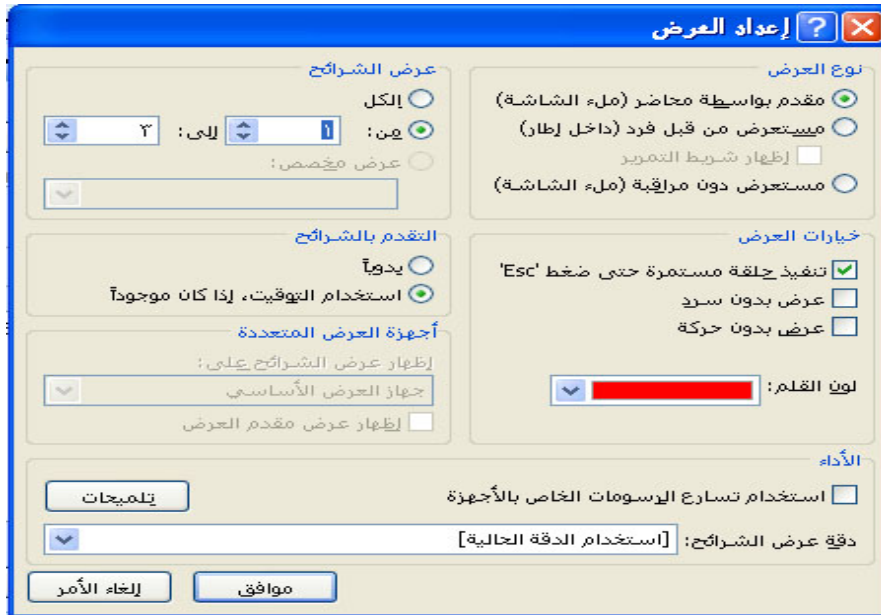 إعداد العرض
نوع العرض
مقدم بواسطة محاضر (ملء الشاشة)
مستعرض من قبل فرد (داخل إطار)
إظهار شريط التمرير
مستعرض دون مراقبة (ملء الشاشة)
عرض الشرائح
الكل
من: ١ إلى: ٣
عرض مخصص:
خيارات العرض
تنفيذ حلقة مستمرة حتى ضغط 'Esc'
عرض بدون سرد
عرض بدون حركة
لون القلم:
التقدم بالشرائح
يدوياً
استخدام التوقيت، إذا كان موجوداً
أجهزة العرض المتعددة
إظهار عرض الشرائح على:
جهاز العرض الأساسي
إظهار عرض مقدم العرض
الأداء
استخدام تسارع الرسومات الخاص بالأجهزة
تلميحات
دقة عرض الشرائح: [استخدام الدقة الحالية]
موافق
إلغاء الأمر